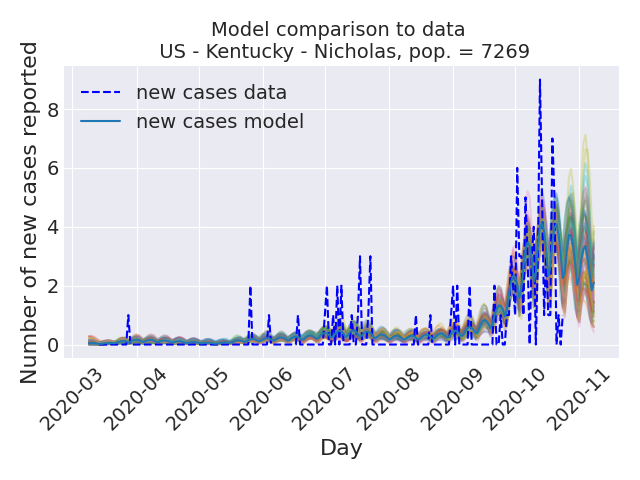 Model comparison to data
US - Kentucky - Nicholas, pop. = 7269
new cases data
new cases model
Number of new cases reported
8
6
4
2
0
2020-03
2020-04
2020-05
2020-06
2020-07
2020-08
2020-09
2020-10
2020-11
Day